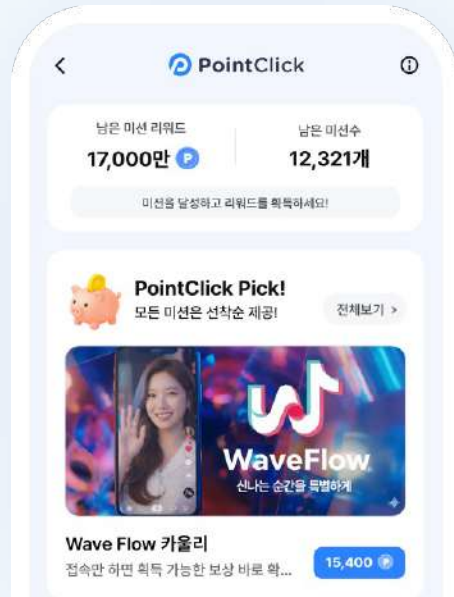 PointClick
남은 미션 리워드
17,000만 P
남은 미션수
12,321개
미션을 달성하고 리워드를 획득하세요!
PointClick Pick!
모든 미션은 선착순 제공!
전체보기 >
WaveFlow
신나는 순간을 특별하게
Wave Flow 카울리
접속만 하면 획득 가능한 보상 바로 확...
15,400 P